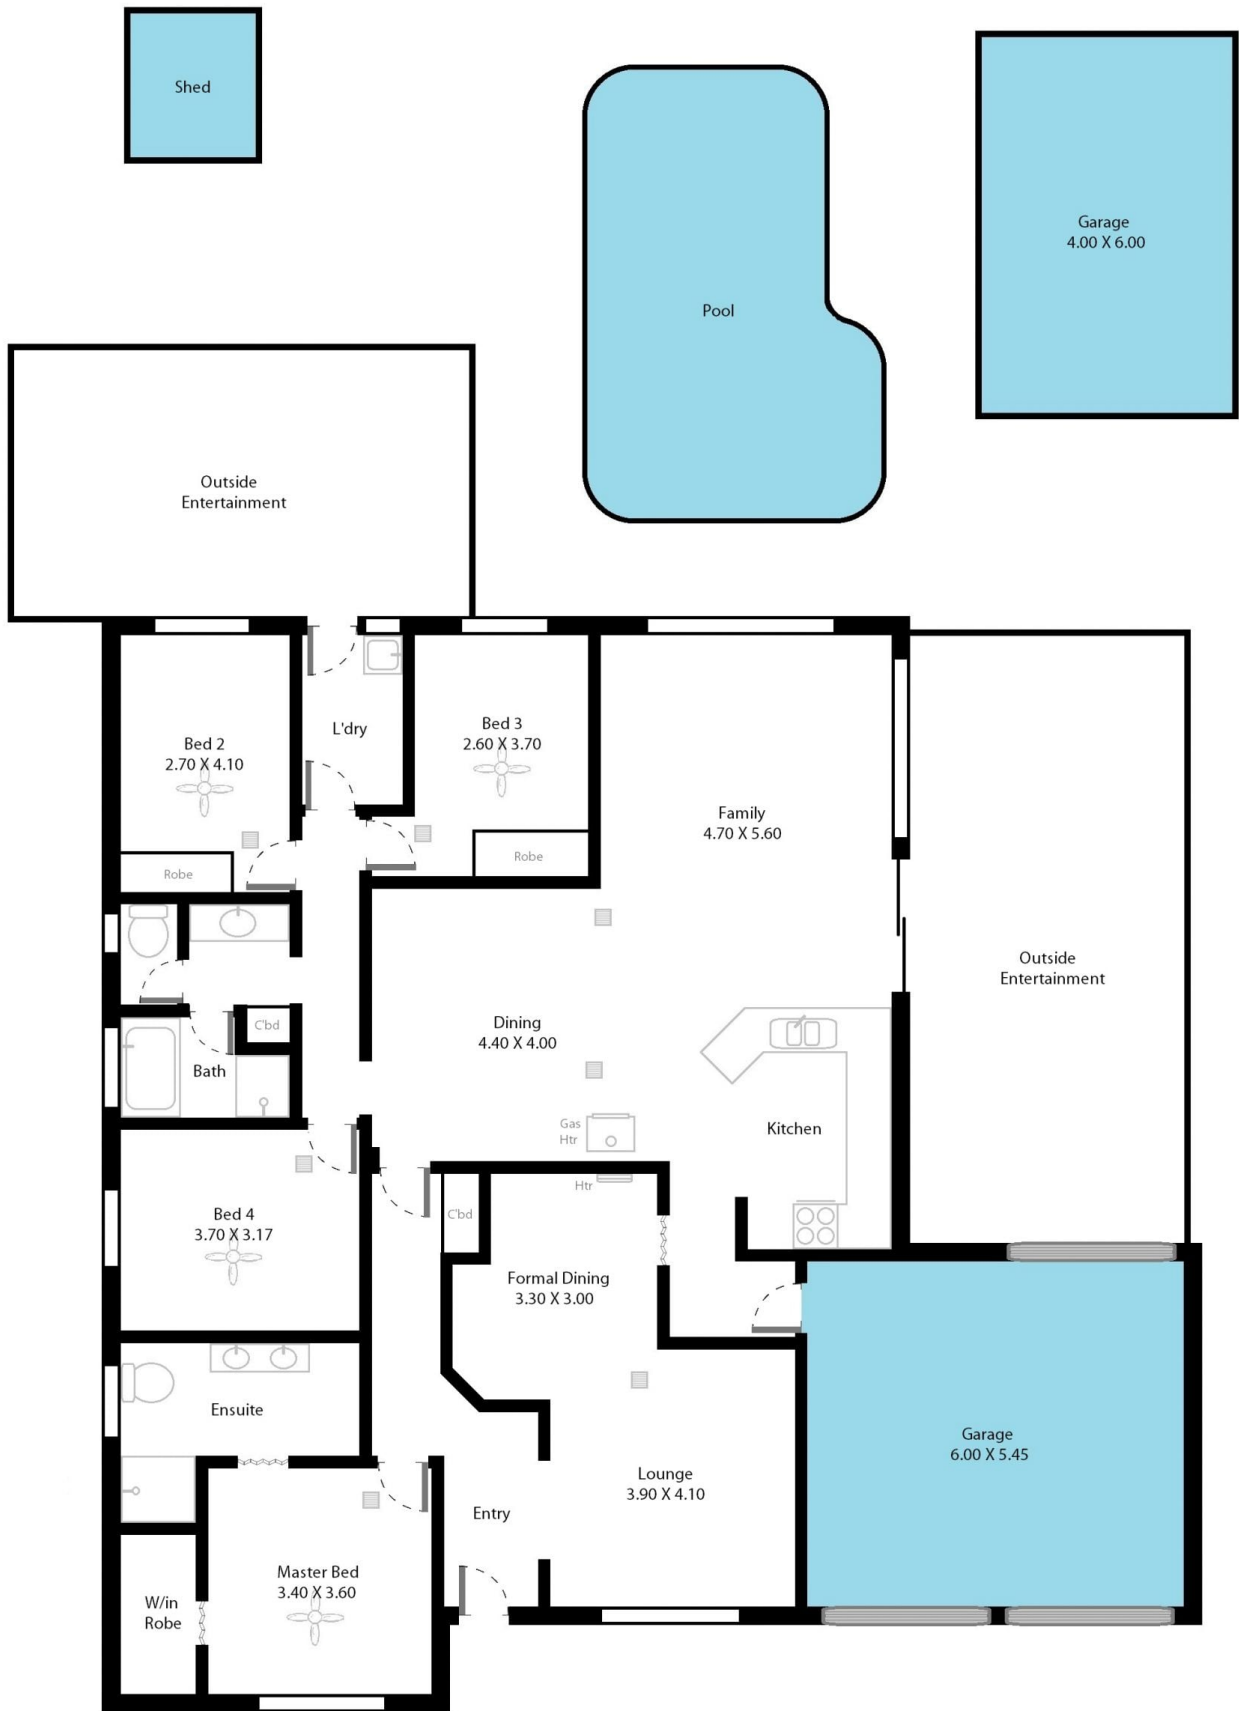 Shed
Garage
4.00 X 6.00
Pool
Outside
Entertainment
Bed 2
2.70 X 4.10
L'dry
Bed 3
2.60 X 3.70
Family
4.70 X 5.60
Robe
Robe
Outside
Entertainment
Dining
4.40 X 4.00
C'bd
Bath
Gas
Htr
Kitchen
Htr
C'bd
Bed 4
3.70 X 3.17
Formal Dining
3.30 X 3.00
Ensuite
Garage
6.00 X 5.45
Lounge
3.90 X 4.10
Entry
Master Bed
3.40 X 3.60
W/in
Robe